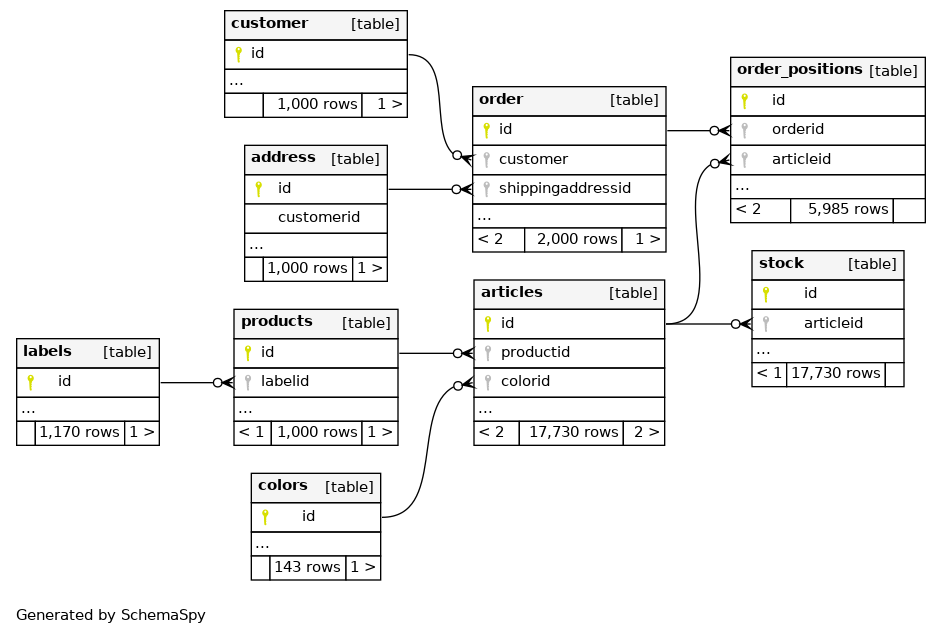 customer [table]
id
...
1,000 rows 1 >
address [table]
id
customerid
...
1,000 rows 1 >
order [table]
id
customer
shippingaddressid
...
< 2 2,000 rows 1 >
order_positions [table]
id
orderid
articleid
...
< 2 5,985 rows
stock [table]
id
articleid
...
< 1 17,730 rows
articles [table]
id
productid
colorid
...
< 2 17,730 rows 2 >
products [table]
id
labelid
...
< 1 1,000 rows 1 >
labels [table]
id
...
1,170 rows 1 >
colors [table]
id
...
143 rows 1 >
Generated by SchemaSpy